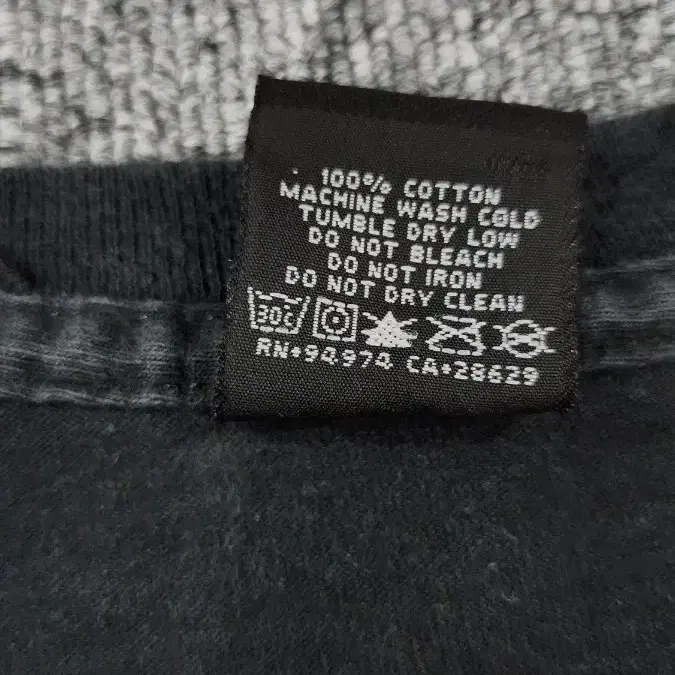 100% COTTON
MACHINE WASH COLD
TUMBLE DRY LOW
DO NOT BLEACH
DO NOT IRON
DO NOT DRY CLEAN
30c
RN•94974 CA•28629